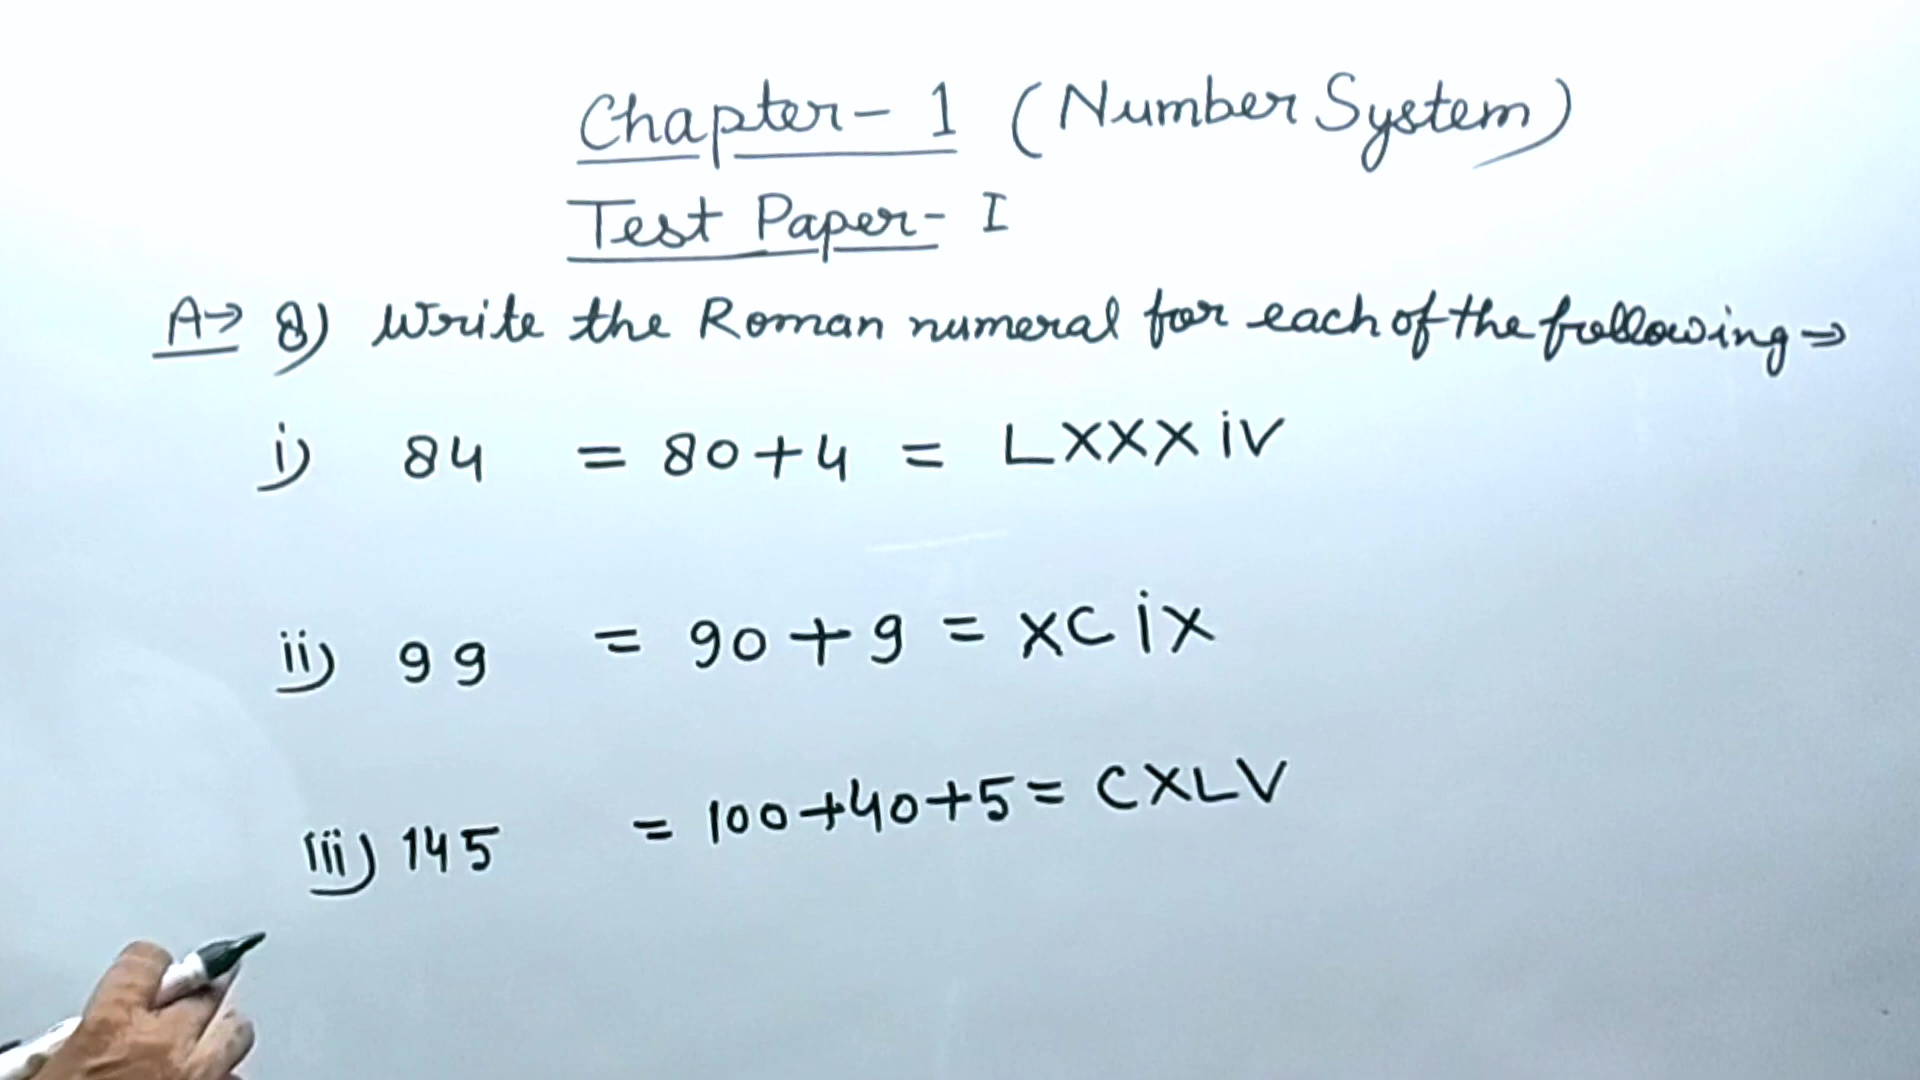 Chapter- 1 (Number System)
Test Paper- I
A→ 8) Write the Roman numeral for each of the following→
i) 84 = 80+4 = LXXXiV
ii) 99 = 90+9 = XCiX
iii) 145 = 100+40+5= CXLV